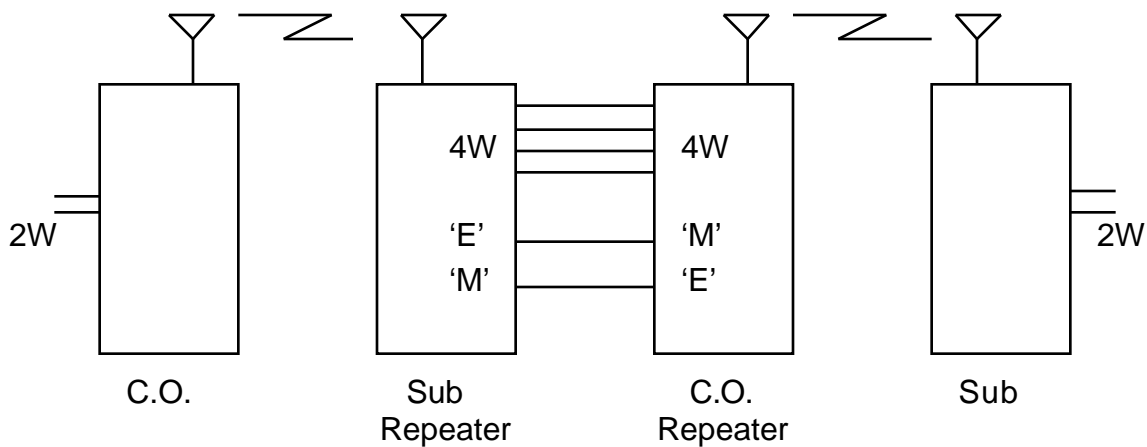 4W 4W
2W ‘E’ ‘M’ 2W
‘M’ ‘E’
C.O. Sub C.O. Sub
Repeater Repeater